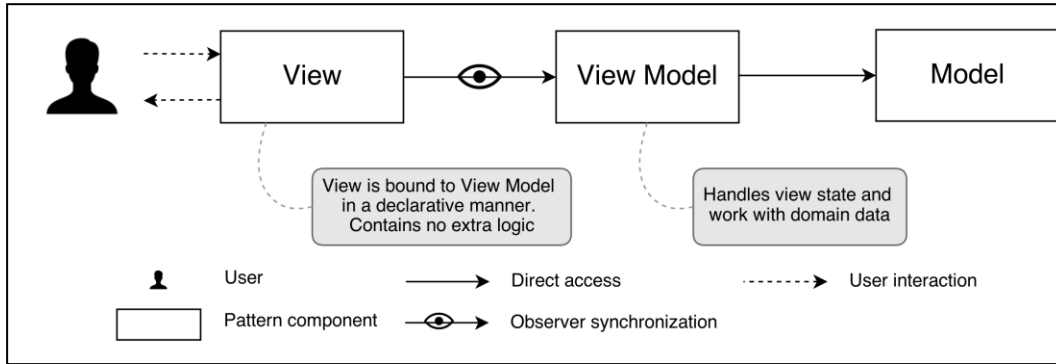 View
View Model
Model
View is bound to View Model
in a declarative manner.
Contains no extra logic
Handles view state and
work with domain data
User
Direct access
User interaction
Pattern component
Observer synchronization